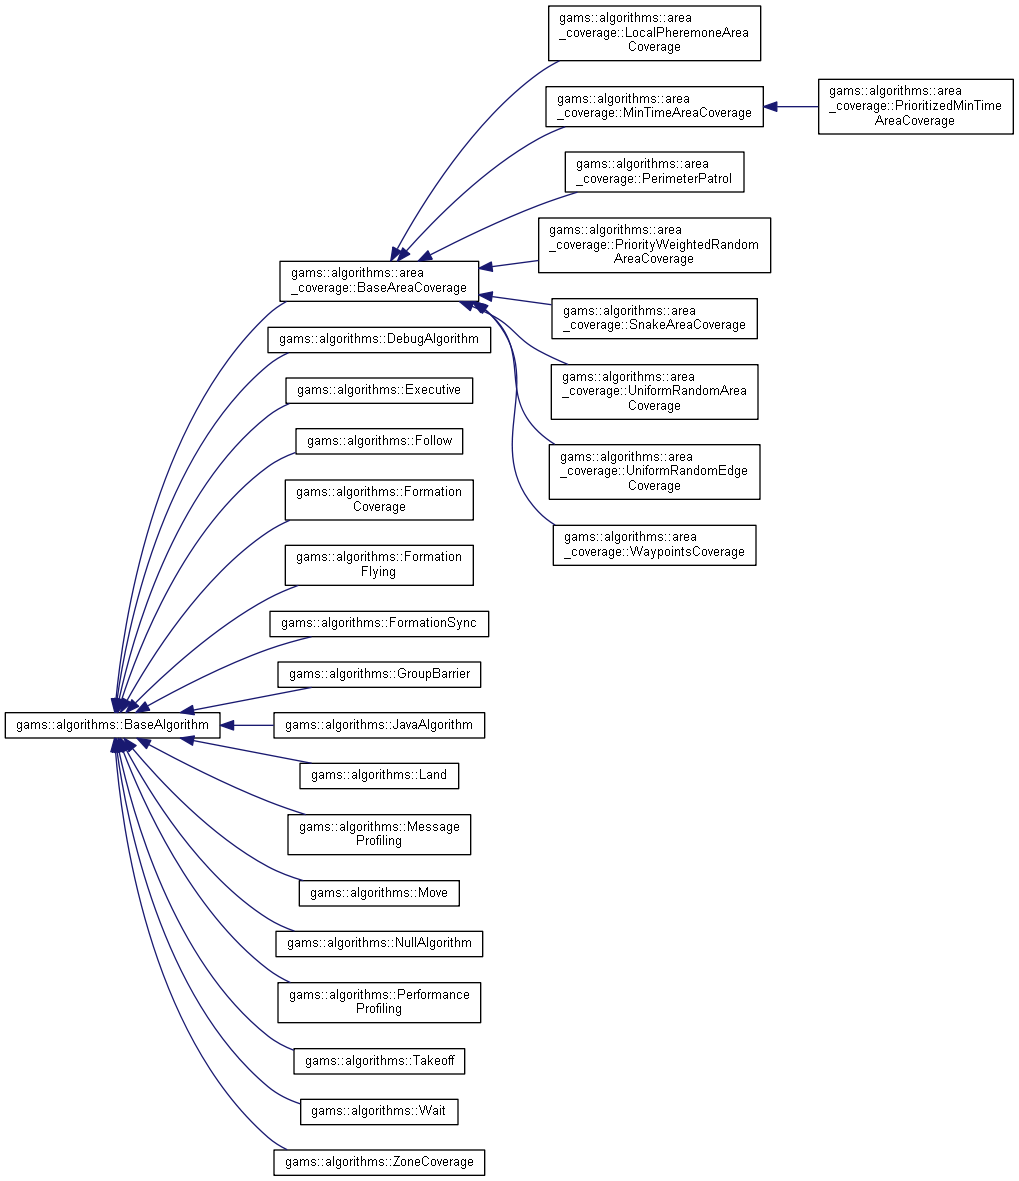 gams::algorithms::area
_coverage::LocalPheremoneArea
Coverage
gams::algorithms::area
_coverage::MinTimeAreaCoverage
gams::algorithms::area
_coverage::PrioritizedMinTime
AreaCoverage
gams::algorithms::area
_coverage::PerimeterPatrol
gams::algorithms::area
_coverage::PriorityWeightedRandom
AreaCoverage
gams::algorithms::area
_coverage::BaseAreaCoverage
gams::algorithms::area
_coverage::SnakeAreaCoverage
gams::algorithms::DebugAlgorithm
gams::algorithms::area
_coverage::UniformRandomArea
Coverage
gams::algorithms::Executive
gams::algorithms::Follow
gams::algorithms::area
_coverage::UniformRandomEdge
Coverage
gams::algorithms::Formation
Coverage
gams::algorithms::area
_coverage::WaypointsCoverage
gams::algorithms::Formation
Flying
gams::algorithms::FormationSync
gams::algorithms::GroupBarrier
gams::algorithms::BaseAlgorithm
gams::algorithms::JavaAlgorithm
gams::algorithms::Land
gams::algorithms::Message
Profiling
gams::algorithms::Move
gams::algorithms::NullAlgorithm
gams::algorithms::Performance
Profiling
gams::algorithms::Takeoff
gams::algorithms::Wait
gams::algorithms::ZoneCoverage